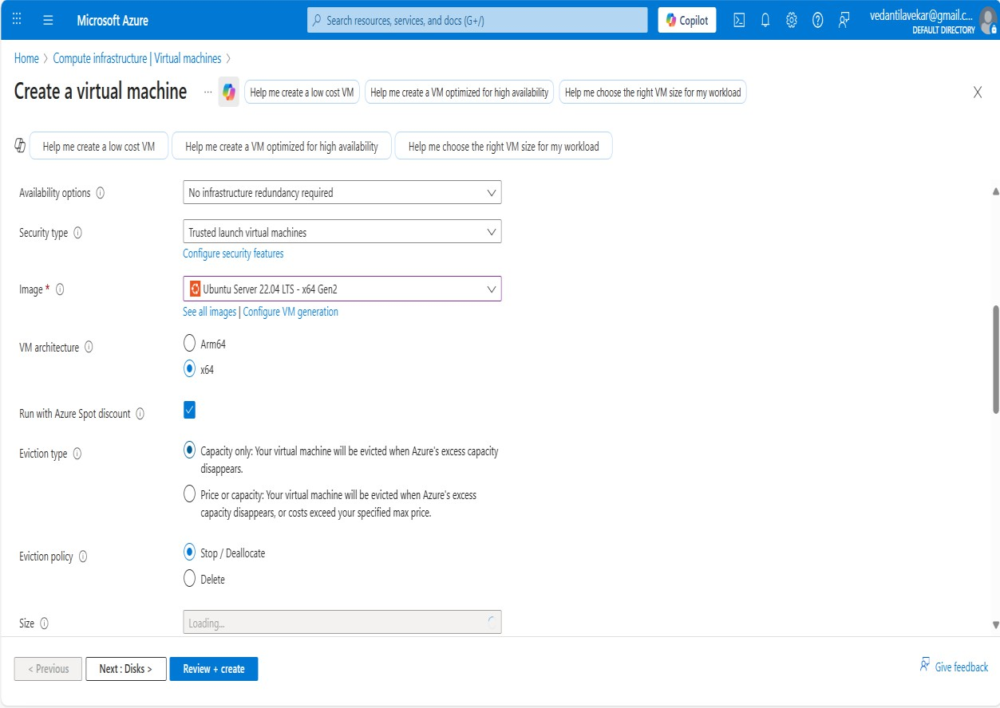 Microsoft Azure
Search resources, services, and docs (G+/)
Copilot
vedantilavekar@gmail.c...
DEFAULT DIRECTORY
Home > Compute infrastructure | Virtual machines >
Create a virtual machine ...
Help me create a low cost VM
Help me create a VM optimized for high availability
Help me choose the right VM size for my workload
Help me create a low cost VM
Help me create a VM optimized for high availability
Help me choose the right VM size for my workload
Availability options
No infrastructure redundancy required
Security type
Trusted launch virtual machines
Configure security features
Image *
Ubuntu Server 22.04 LTS - x64 Gen2
See all images | Configure VM generation
VM architecture
Arm64
x64
Run with Azure Spot discount
Eviction type
Capacity only: Your virtual machine will be evicted when Azure's excess capacity
disappears.
Price or capacity: Your virtual machine will be evicted when Azure's excess
capacity disappears, or costs exceed your specified max price.
Eviction policy
Stop / Deallocate
Delete
Size
Loading...
< Previous
Next : Disks >
Review + create
Give feedback